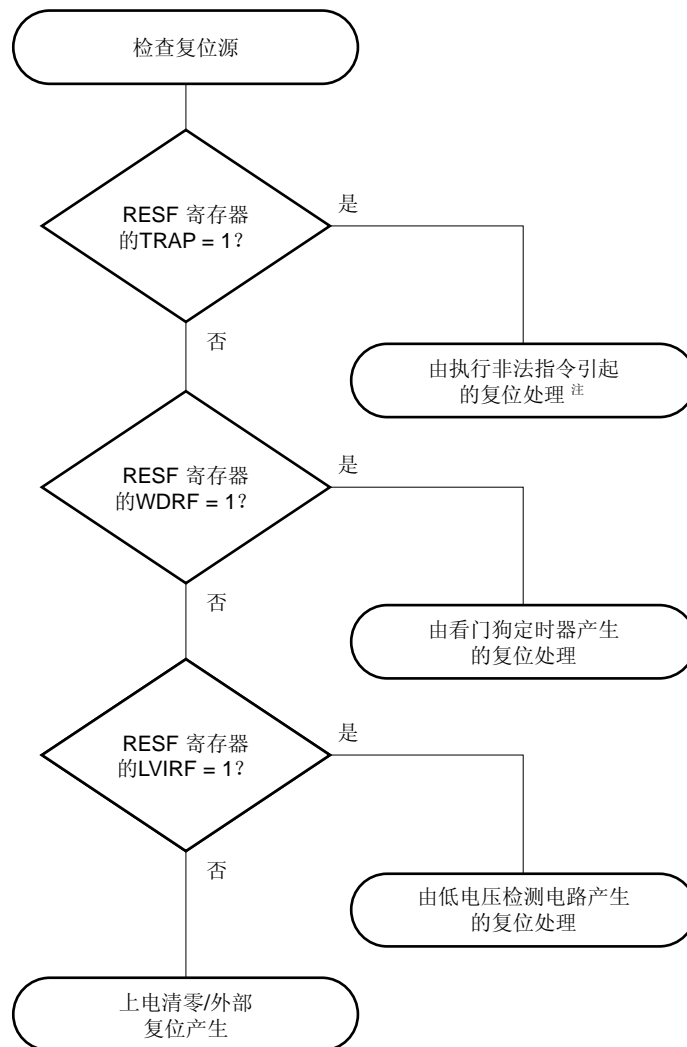 检查复位源
RESF 寄存器
的TRAP = 1？
是
否
由执行非法指令引起
的复位处理 注
RESF 寄存器
的WDRF = 1？
是
否
由看门狗定时器产生
的复位处理
RESF 寄存器
的LVIRF = 1？
是
否
由低电压检测电路产生
的复位处理
上电清零/外部
复位产生